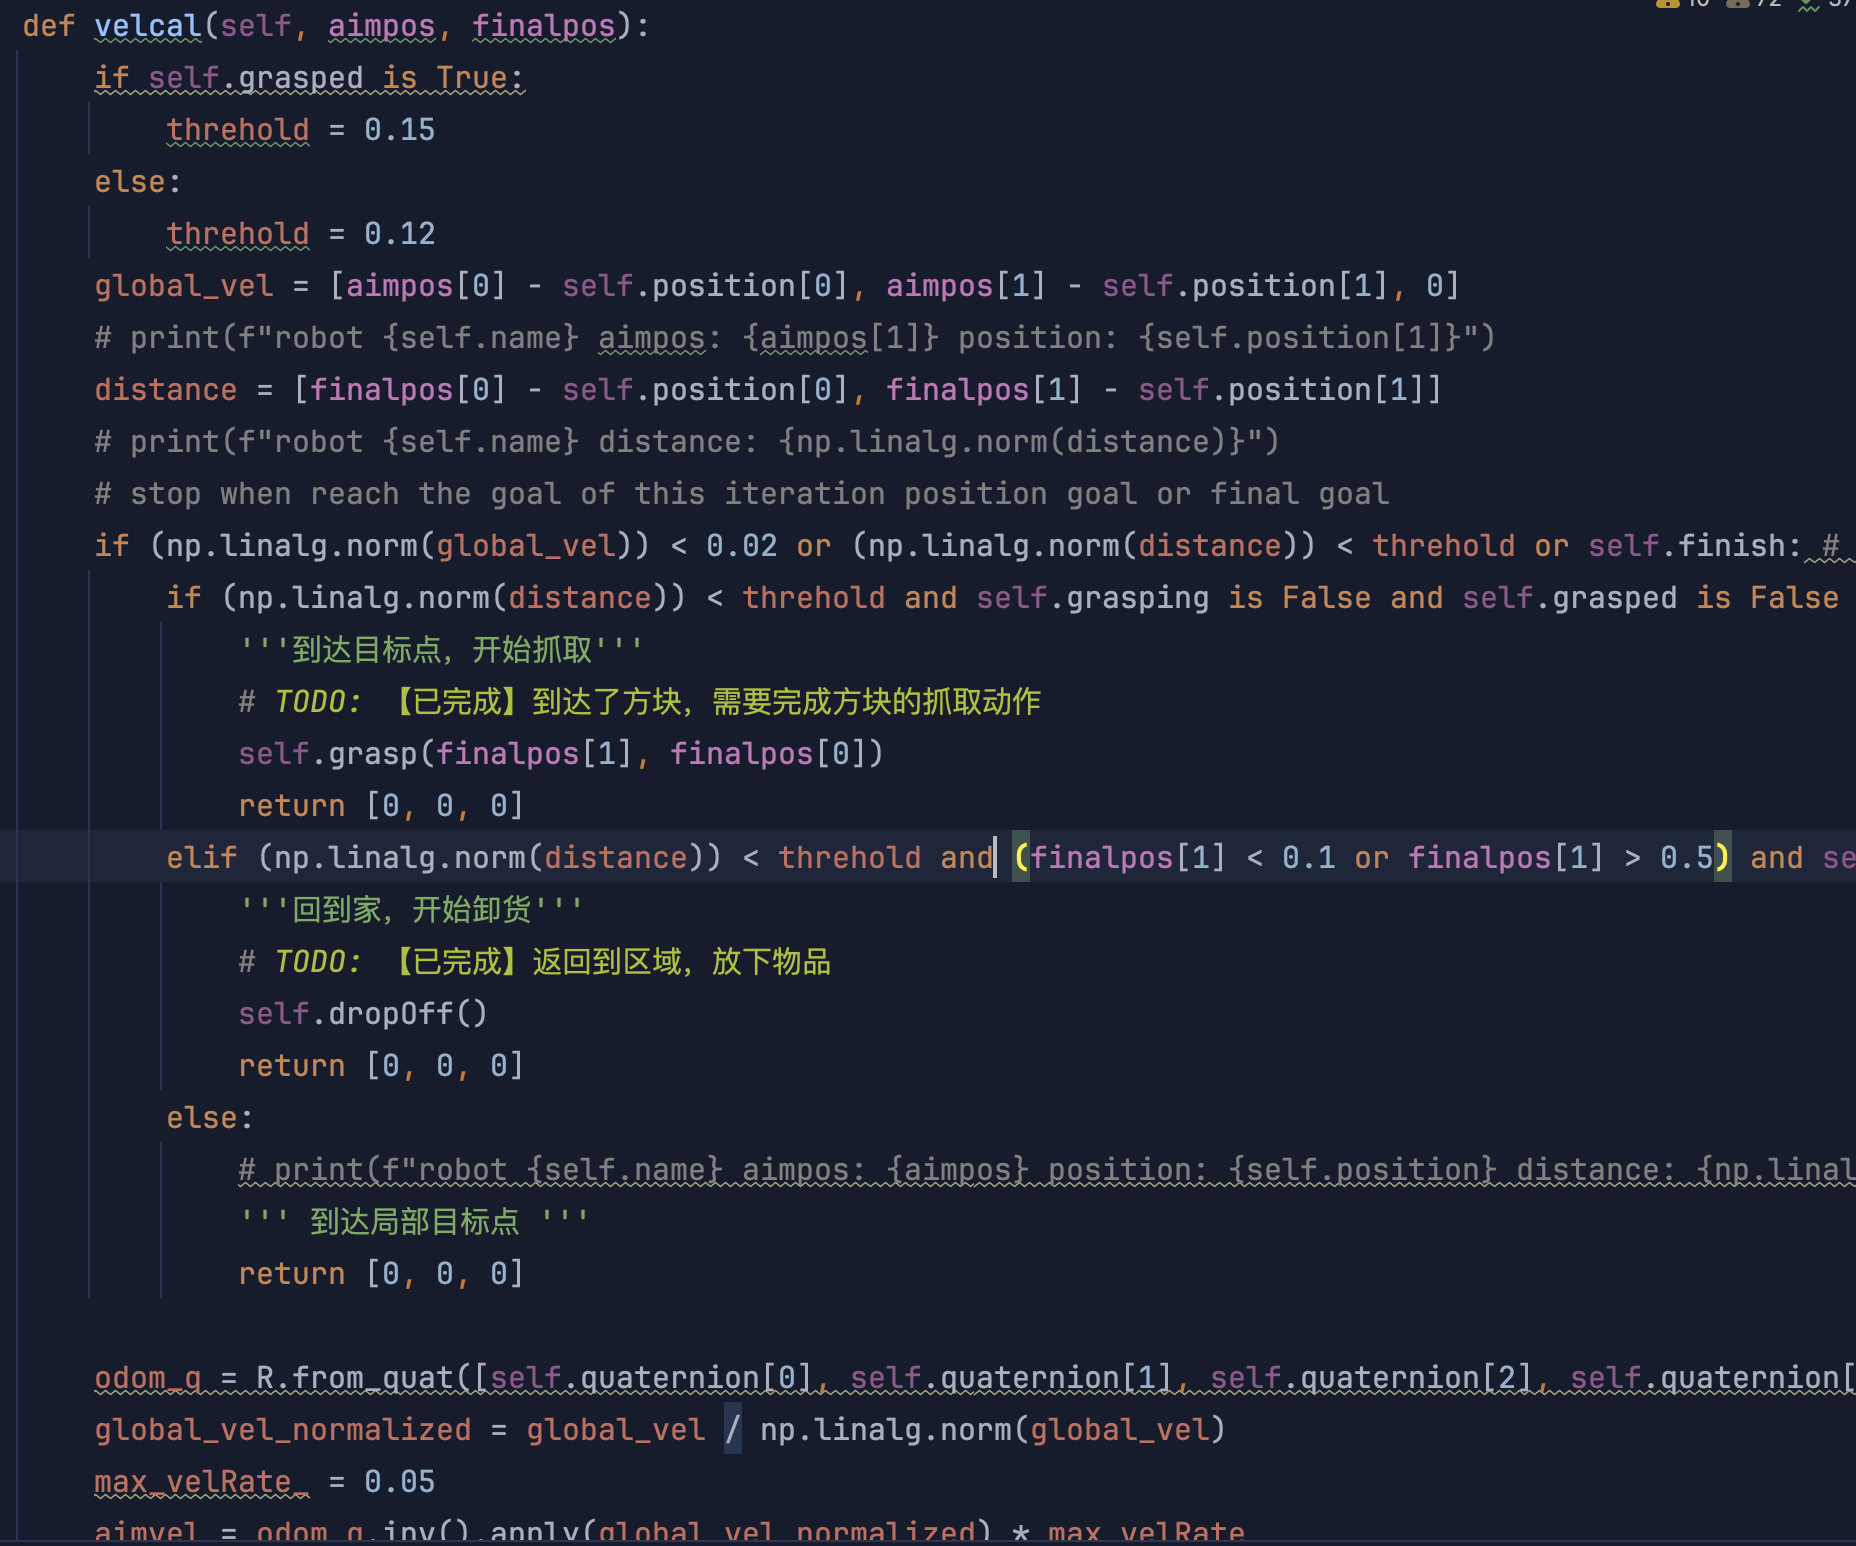 def velcal(self, aimpos, finalpos):
    if self.grasped is True:
        threhold = 0.15
    else:
        threhold = 0.12
    global_vel = [aimpos[0] - self.position[0], aimpos[1] - self.position[1], 0]
    # print(f"robot {self.name} aimpos: {aimpos[1]} position: {self.position[1]}")
    distance = [finalpos[0] - self.position[0], finalpos[1] - self.position[1]]
    # print(f"robot {self.name} distance: {np.linalg.norm(distance)}")
    # stop when reach the goal of this iteration position goal or final goal
    if (np.linalg.norm(global_vel)) < 0.02 or (np.linalg.norm(distance)) < threhold or self.finish: #
        if (np.linalg.norm(distance)) < threhold and self.grasping is False and self.grasped is False
            '''到达目标点，开始抓取'''
            # TODO: 【已完成】到达了方块，需要完成方块的抓取动作
            self.grasp(finalpos[1], finalpos[0])
            return [0, 0, 0]
        elif (np.linalg.norm(distance)) < threhold and (finalpos[1] < 0.1 or finalpos[1] > 0.5) and se
            '''回到家，开始卸货'''
            # TODO: 【已完成】返回到区域，放下物品
            self.dropOff()
            return [0, 0, 0]
        else:
            # print(f"robot {self.name} aimpos: {aimpos} position: {self.position} distance: {np.linal
            ''' 到达局部目标点 '''
            return [0, 0, 0]
    odom_q = R.from_quat([self.quaternion[0], self.quaternion[1], self.quaternion[2], self.quaternion[
    global_vel_normalized = global_vel / np.linalg.norm(global_vel)
    max_velRate_ = 0.05
    aimvel = odom_q.inv().apply(global_vel_normalized) * max_velRate_